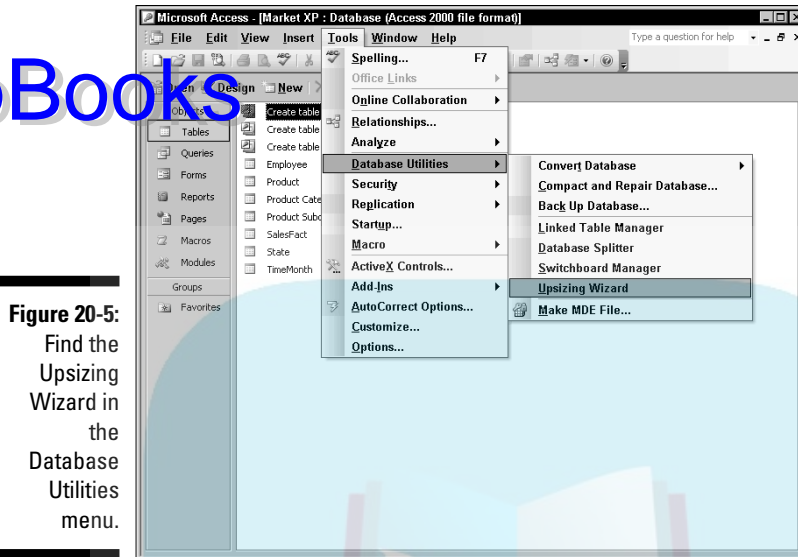 Microsoft Access - [Market XP : Database (Access 2000 file format)]
File Edit View Insert Tools Window Help
Type a question for help
Design New
Objects
Tables
Queries
Forms
Reports
Pages
Macros
Modules
Groups
Favorites
Create table
Create table
Create table
Employee
Product
Product Cate
Product Subc
SalesFact
State
TimeMonth
Spelling... F7
Office Links
Online Collaboration
Relationships...
Analyze
Database Utilities
Security
Replication
Startup...
Macro
ActiveX Controls...
Add-Ins
AutoCorrect Options...
Customize...
Options...
Convert Database
Compact and Repair Database...
Back Up Database...
Linked Table Manager
Database Splitter
Switchboard Manager
Upsizing Wizard
Make MDE File...
Books
Figure 20-5:
Find the
Upsizing
Wizard in
the
Database
Utilities
menu.